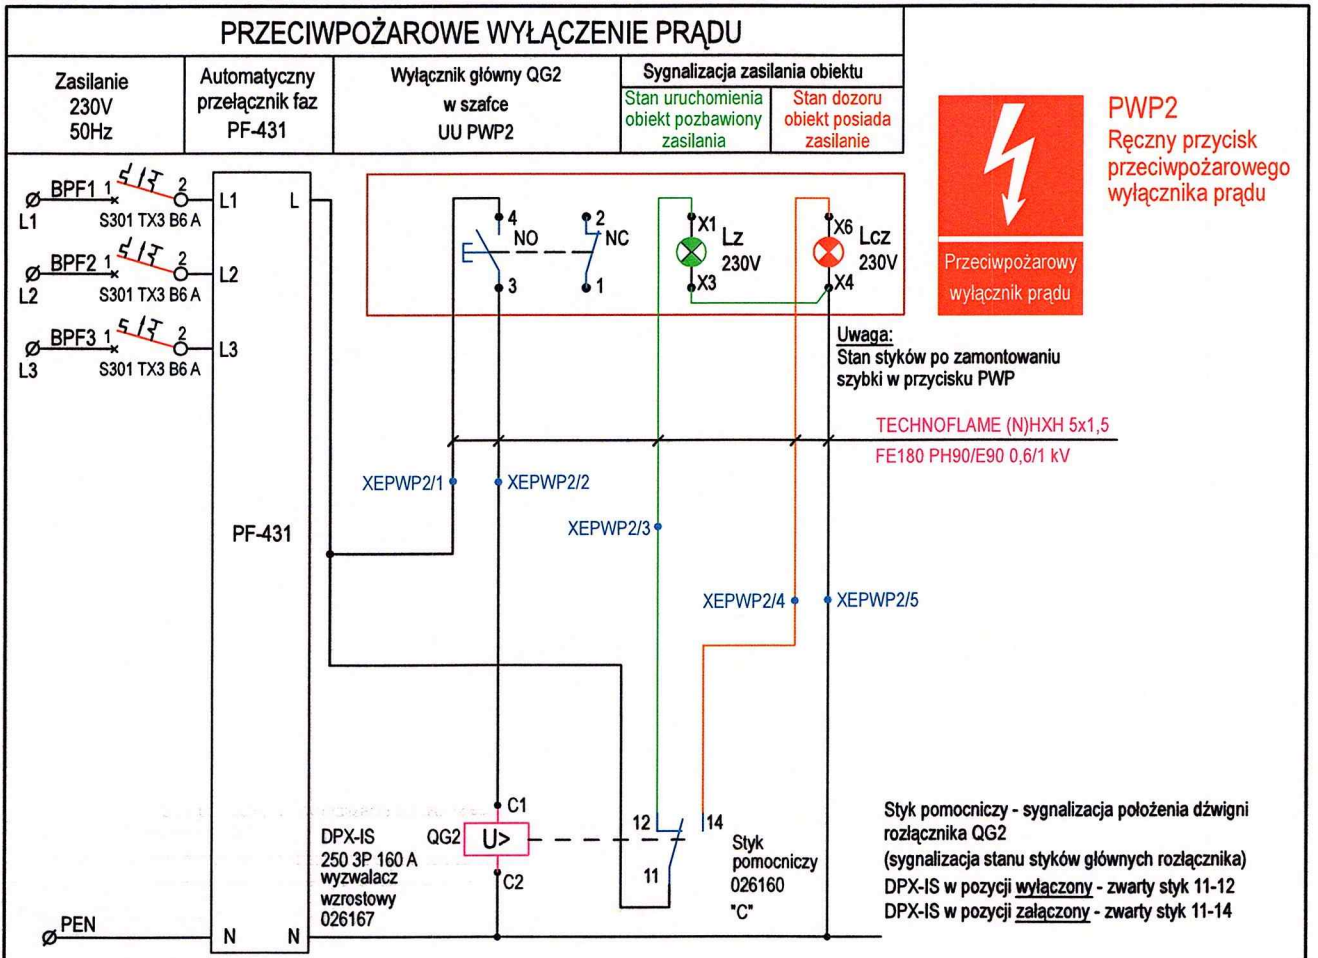 PRZECIWPOŻAROWE WYŁĄCZENIE PRĄDU
Zasilanie
230V
50Hz
Automatyczny
przełącznik faz
PF-431
Wyłącznik główny QG2
w szafce
UU PWP2
Sygnalizacja zasilania obiektu
Stan uruchomienia
obiekt pozbawiony
zasilania
Stan dozoru
obiekt posiada
zasilanie
PWP2
Ręczny przycisk
przeciwpożarowego
wyłącznika prądu
Przeciwpożarowy
wyłącznik prądu
L1
BPF1 1
2
S301 TX3 B6 A
L1
L
L2
BPF2 1
2
S301 TX3 B6 A
L2
L3
BPF3 1
2
S301 TX3 B6 A
L3
4
NO
3
2
NC
1
X1
Lz
230V
X3
X6
Lcz
230V
X4
Uwaga:
Stan styków po zamontowaniu
szybki w przycisku PWP
TECHNOFLAME (N)HXH 5x1,5
FE180 PH90/E90 0,6/1 kV
XEPWP2/1
XEPWP2/2
XEPWP2/3
XEPWP2/4
XEPWP2/5
PF-431
C1
QG2
U>
C2
DPX-IS
250 3P 160 A
wyzwalacz
wzrostowy
026167
12
14
11
Styk
pomocniczy
026160
"C"
Styk pomocniczy - sygnalizacja położenia dźwigni
rozłącznika QG2
(sygnalizacja stanu styków głównych rozłącznika)
DPX-IS w pozycji wyłączony - zwarty styk 11-12
DPX-IS w pozycji załączony - zwarty styk 11-14
PEN
N
N